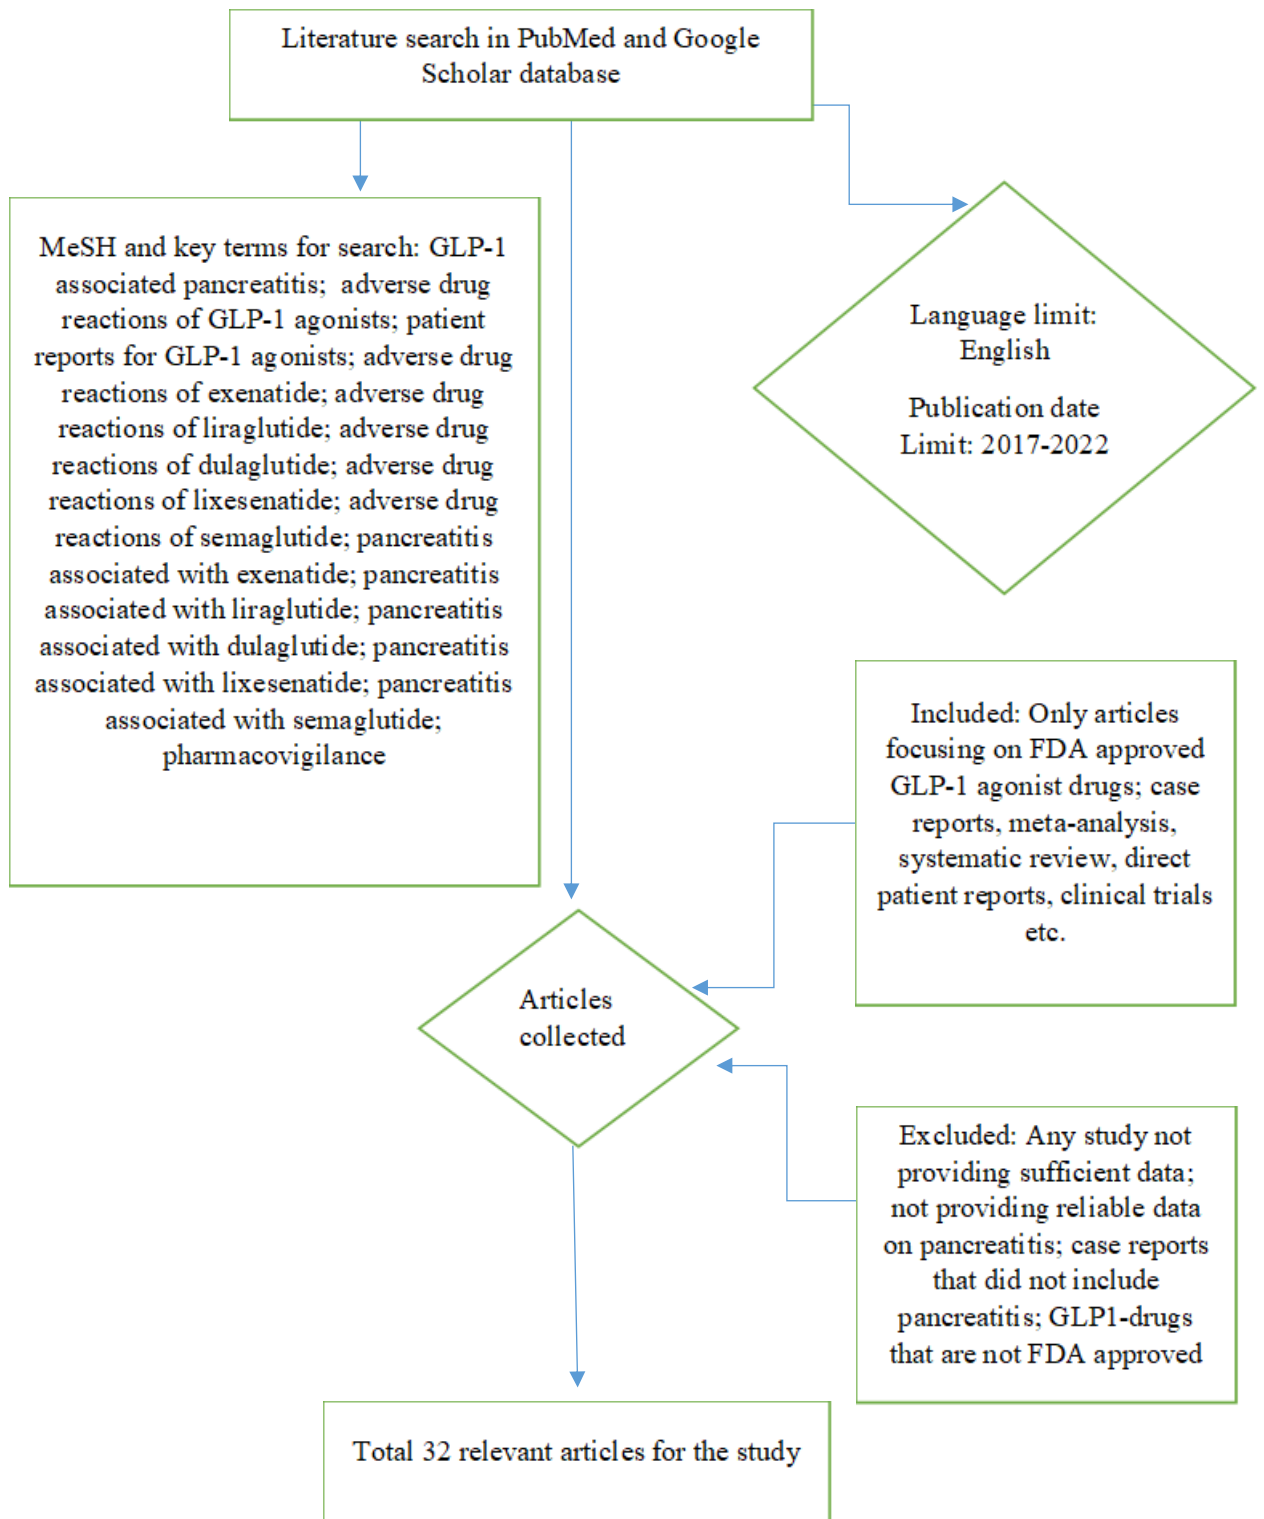 Literature search in PubMed and Google
Scholar database
MeSH and key terms for search: GLP-1
associated pancreatitis; adverse drug
reactions of GLP-1 agonists; patient
reports for GLP-1 agonists; adverse drug
reactions of exenatide; adverse drug
reactions of liraglutide; adverse drug
reactions of dulaglutide; adverse drug
reactions of lixesenatide; adverse drug
reactions of semaglutide; pancreatitis
associated with exenatide; pancreatitis
associated with liraglutide; pancreatitis
associated with dulaglutide; pancreatitis
associated with lixesenatide; pancreatitis
associated with semaglutide;
pharmacovigilance
Language limit:
English
Publication date
Limit: 2017-2022
Included: Only articles
focusing on FDA approved
GLP-1 agonist drugs; case
reports, meta-analysis,
systematic review, direct
patient reports, clinical trials
etc.
Articles
collected
Excluded: Any study not
providing sufficient data;
not providing reliable data
on pancreatitis; case reports
that did not include
pancreatitis; GLP1-drugs
that are not FDA approved
Total 32 relevant articles for the study